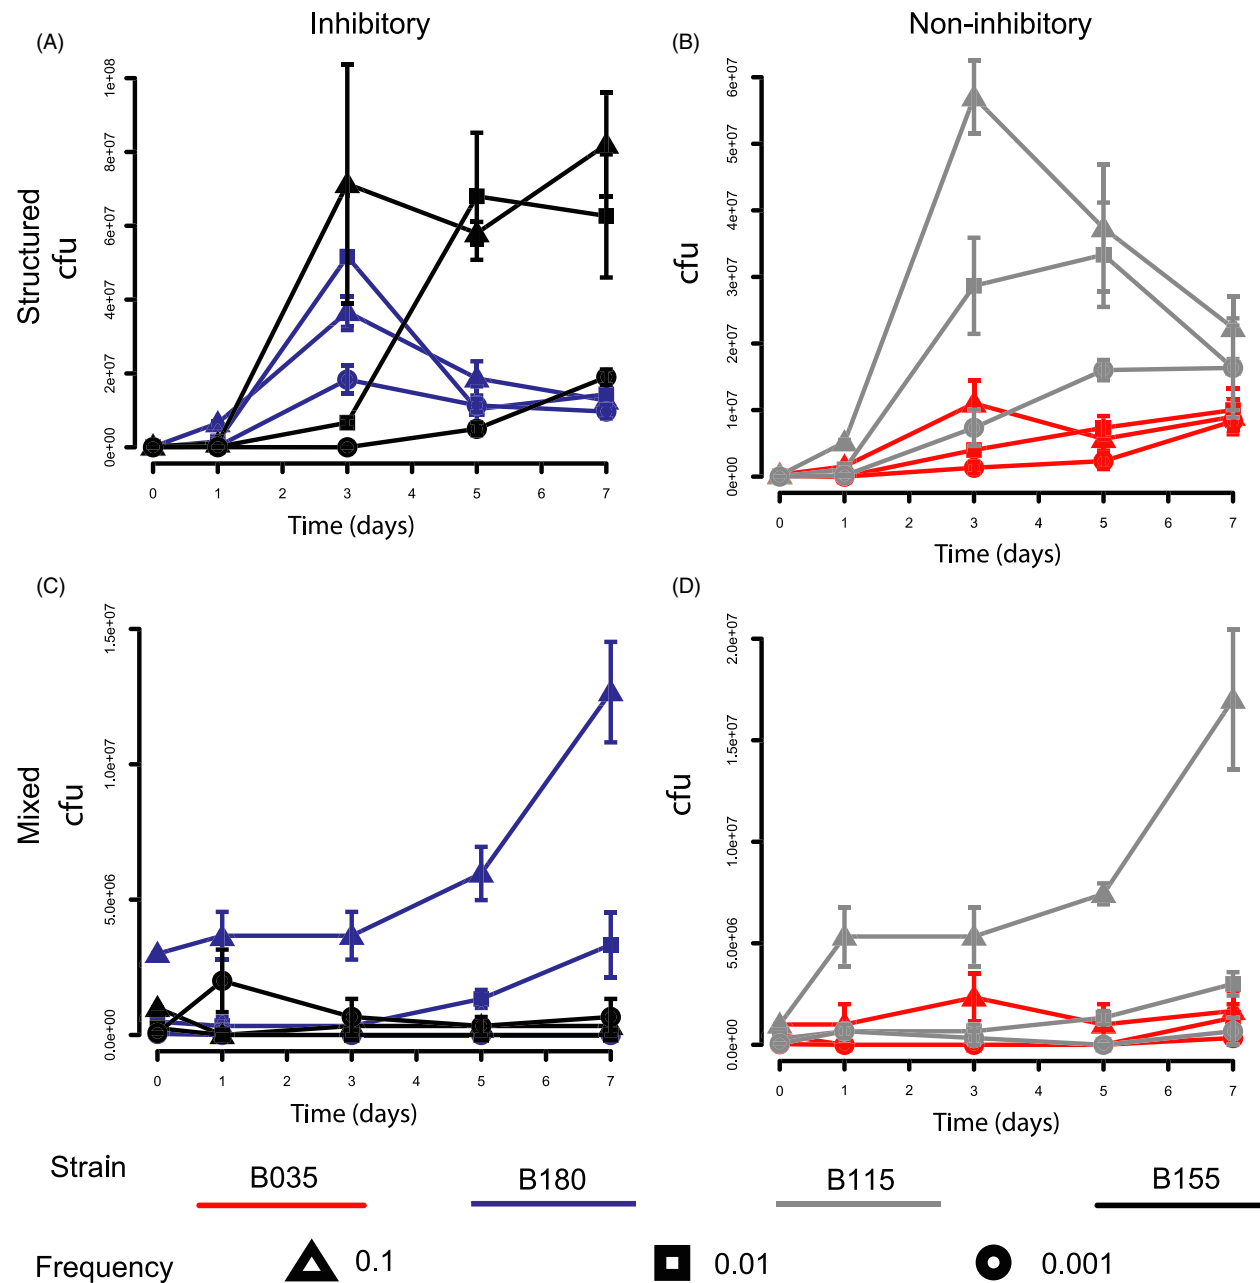 Inhibitory
Non-inhibitory
(A)
(B)
Structured
cfu
0e+00 2e+07 4e+07 6e+07 8e+07 1e+08
0 1 2 3 4 5 6 7
Time (days)
cfu
0e+00 1e+07 2e+07 3e+07 4e+07 5e+07 6e+07
0 1 2 3 4 5 6 7
Time (days)
(C)
(D)
Mixed
cfu
0.0e+00 5.0e+06 1.0e+07 1.5e+07
0 1 2 3 4 5 6 7
Time (days)
cfu
0.0e+00 5.0e+06 1.0e+07 1.5e+07 2.0e+07
0 1 2 3 4 5 6 7
Time (days)
Strain B035 B180 B115 B155
Frequency 0.1 0.01 0.001